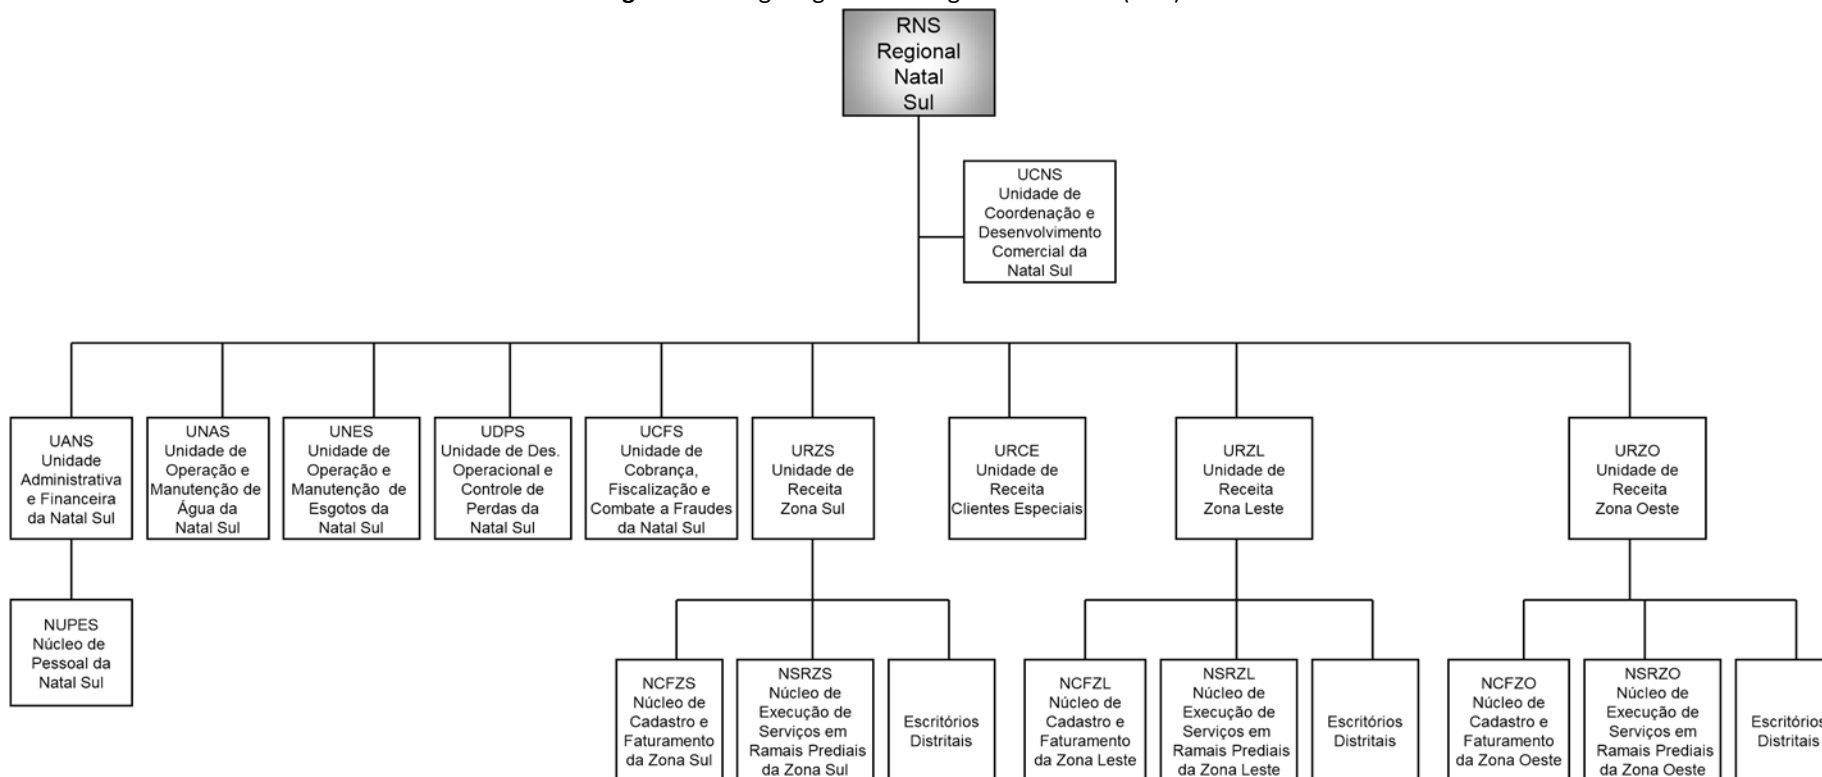 RNS
Regional
Natal
Sul
UCNS
Unidade de
Coordenação e
Desenvolvimento
Comercial da
Natal Sul
UANS
Unidade
Administrativa
e Financeira
da Natal Sul
UNAS
Unidade de
Operação e
Manutenção de
Água da
Natal Sul
UNES
Unidade de
Operação e
Manutenção de
Esgotos da
Natal Sul
UDPS
Unidade de Des.
Operacional e
Controle de
Perdas da
Natal Sul
UCFS
Unidade de
Cobrança,
Fiscalização e
Combate a Fraudes
da Natal Sul
URZS
Unidade de
Receita
Zona Sul
URCE
Unidade de
Receita
Clientes Especiais
URZL
Unidade de
Receita
Zona Leste
URZO
Unidade de
Receita
Zona Oeste
NUPES
Núcleo de
Pessoal da
Natal Sul
NCFZS
Núcleo de
Cadastro e
Faturamento
da Zona Sul
NSRZS
Núcleo de
Execução de
Serviços em
Ramais Prediais
da Zona Sul
Escritórios
Distritais
NCFZL
Núcleo de
Cadastro e
Faturamento
da Zona Leste
NSRZL
Núcleo de
Execução de
Serviços em
Ramais Prediais
da Zona Leste
Escritórios
Distritais
NCFZO
Núcleo de
Cadastro e
Faturamento
da Zona Oeste
NSRZO
Núcleo de
Execução de
Serviços em
Ramais Prediais
da Zona Oeste
Escritórios
Distritais